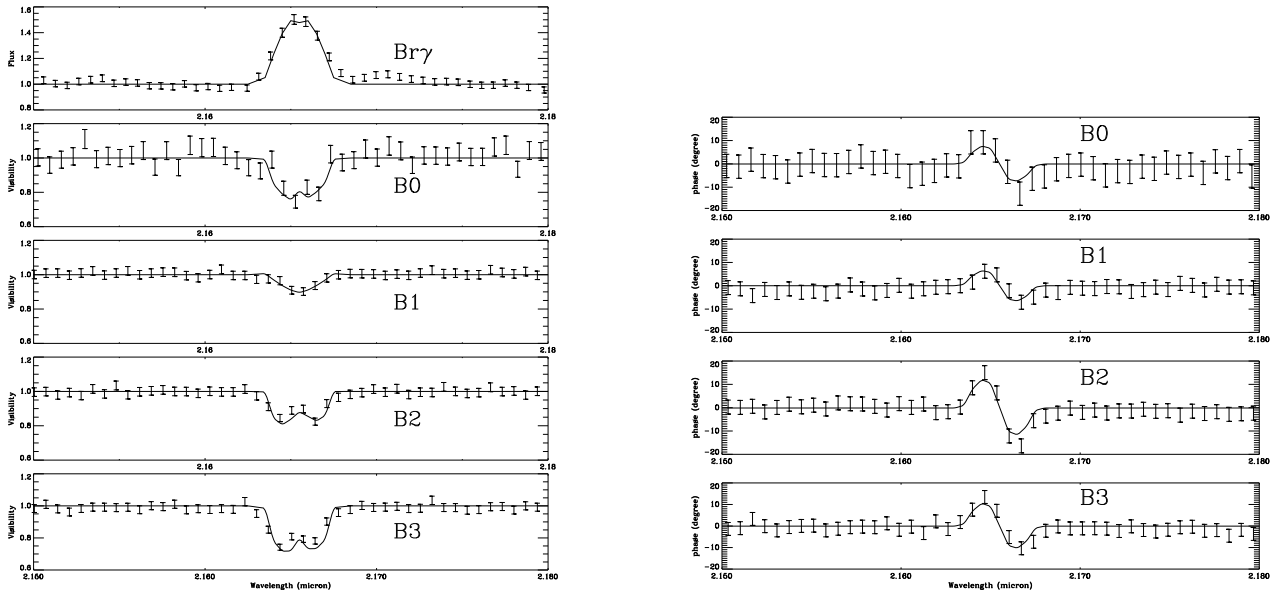 1.6
1.4
1.2
1.0
0.8
Flux
Brγ
2.16
2.18
1.2
1.0
0.8
0.6
Visibility
B0
2.16
2.18
1.2
1.0
0.8
0.6
Visibility
B1
2.16
2.18
1.2
1.0
0.8
0.6
Visibility
B2
2.16
2.18
1.2
1.0
0.8
0.6
Visibility
B3
2.150 2.160 2.170 2.180
Wavelength (micron)
20
10
0
-10
-20
phase (degree)
B0
2.150 2.160 2.170 2.180
20
10
0
-10
-20
phase (degree)
B1
2.150 2.160 2.170 2.180
20
10
0
-10
-20
phase (degree)
B2
2.150 2.160 2.170 2.180
20
10
0
-10
-20
phase (degree)
B3
2.150 2.160 2.170 2.180
Wavelength (micron)